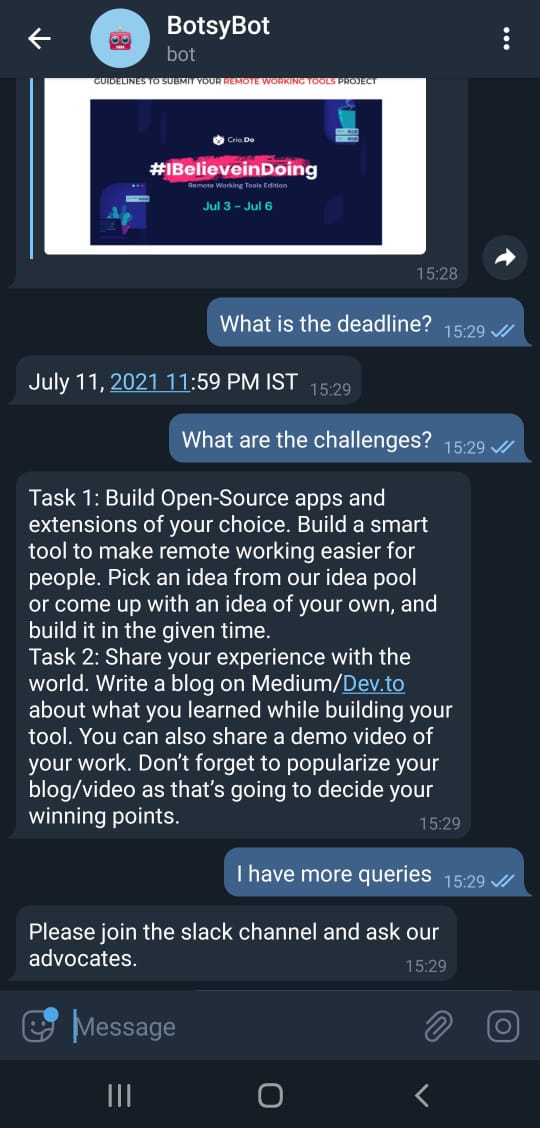 BotsyBot
bot
GUIDELINES TO SUBMIT YOUR REMOTE WORKING TOOLS PROJECT
Crio.Do
#IBelieveinDoing
Remote Working Tools Edition
Jul 3 - Jul 6
15:28
What is the deadline? 15:29
July 11, 2021 11:59 PM IST 15:29
What are the challenges? 15:29
Task 1: Build Open-Source apps and
extensions of your choice. Build a smart
tool to make remote working easier for
people. Pick an idea from our idea pool
or come up with an idea of your own, and
build it in the given time.
Task 2: Share your experience with the
world. Write a blog on Medium/Dev.to
about what you learned while building your
tool. You can also share a demo video of
your work. Don't forget to popularize your
blog/video as that's going to decide your
winning points.
15:29
I have more queries 15:29
Please join the slack channel and ask our
advocates.
15:29
Message